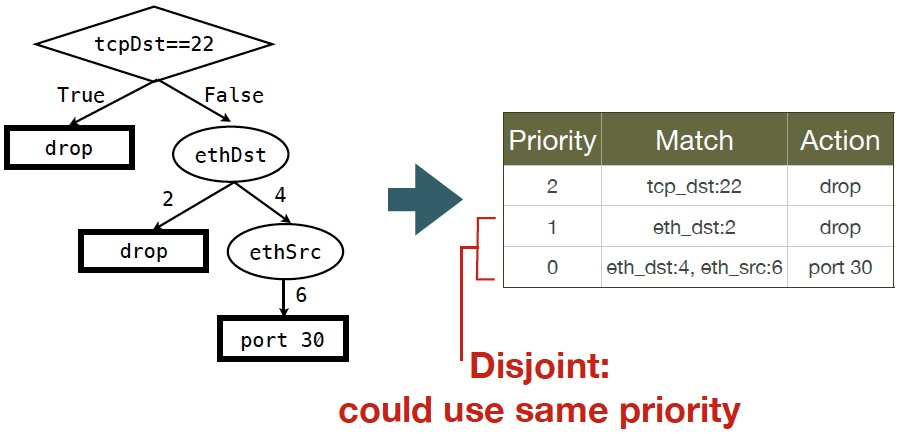 tcpDst==22
True
False
drop
ethDst
2
4
drop
ethSrc
6
port 30
Priority Match Action
2 tcp_dst:22 drop
1 eth_dst:2 drop
0 eth_dst:4, eth_src:6 port 30
Disjoint:
could use same priority